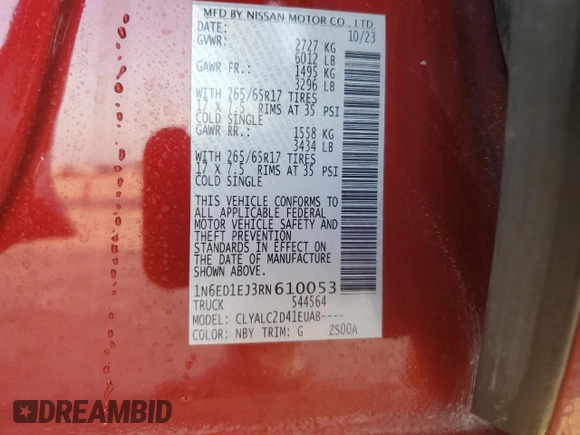 MFD BY NISSAN MOTOR CO., LTD.
DATE: 10/23
GVWR: 2727 KG
6012 LB
GAWR FR.: 1495 KG
3296 LB
WITH 265/65R17 TIRES
17 X 7.5 RIMS AT 35 PSI
COLD SINGLE
GAWR RR.: 1558 KG
3434 LB
WITH 265/65R17 TIRES
17 X 7.5 RIMS AT 35 PSI
COLD SINGLE
THIS VEHICLE CONFORMS TO
ALL APPLICABLE FEDERAL
MOTOR VEHICLE SAFETY AND
THEFT PREVENTION
STANDARDS IN EFFECT ON
THE DATE OF MANUFACTURE
SHOWN ABOVE.
1N6ED1EJ3RN610053
TRUCK 544564
MODEL: CLYALC2D41EUAB----
COLOR: NBY TRIM: G ZS00A
DREAMBID